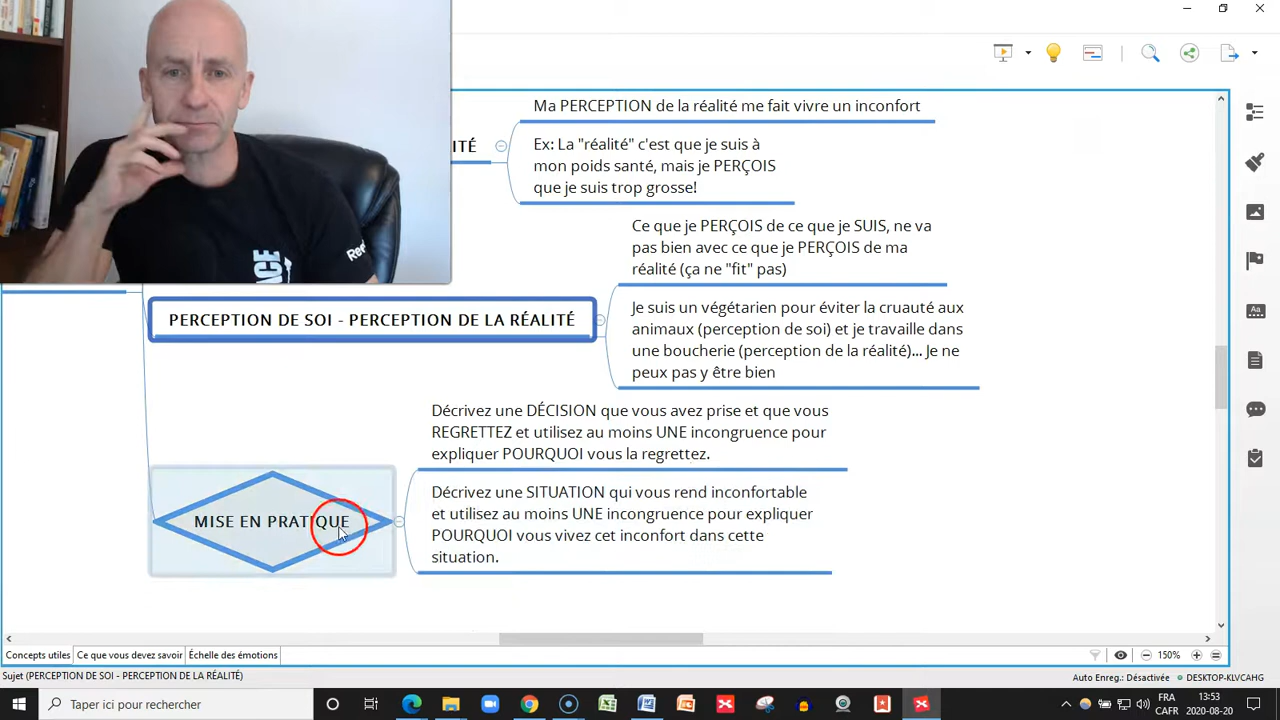 Ma PERCEPTION de la réalité me fait vivre un inconfort
ITÉ
Ex: La "réalité" c'est que je suis à
mon poids santé, mais je PERÇOIS
que je suis trop grosse!
Ce que je PERÇOIS de ce que je SUIS, ne va
pas bien avec ce que je PERÇOIS de ma
réalité (ça ne "fit" pas)
PERCEPTION DE SOI - PERCEPTION DE LA RÉALITÉ
Je suis un végétarien pour éviter la cruauté aux
animaux (perception de soi) et je travaille dans
une boucherie (perception de la réalité)... Je ne
peux pas y être bien
Décrivez une DÉCISION que vous avez prise et que vous
REGRETTEZ et utilisez au moins UNE incongruence pour
expliquer POURQUOI vous la regrettez.
MISE EN PRATIQUE
Décrivez une SITUATION qui vous rend inconfortable
et utilisez au moins UNE incongruence pour expliquer
POURQUOI vous vivez cet inconfort dans cette
situation.
Concepts utiles Ce que vous devez savoir Échelle des émotions
150%
Sujet (PERCEPTION DE SOI - PERCEPTION DE LA RÉALITÉ)
Auto Enreg.: Désactivée DESKTOP-KLVCAHG
Taper ici pour rechercher
FRA 13:53
CAFR 2020-08-20